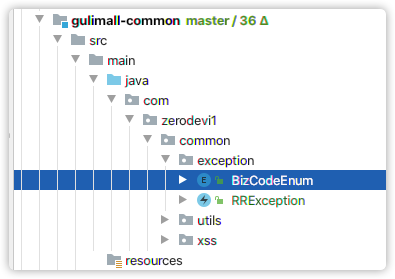 gulimall-common master / 36 Δ
src
main
java
com
zerodevi1
common
exception
E BizCodeEnum
RRException
utils
xss
resources